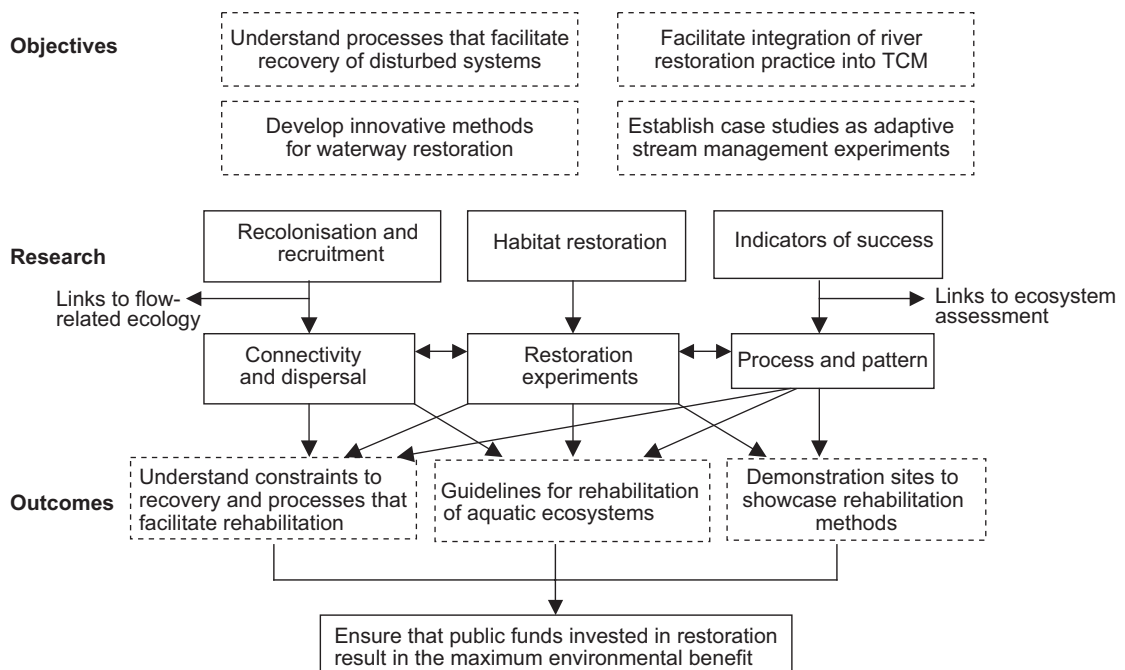 Objectives
Understand processes that facilitate
recovery of disturbed systems
Facilitate integration of river
restoration practice into TCM
Develop innovative methods
for waterway restoration
Establish case studies as adaptive
stream management experiments
Research
Recolonisation and
recruitment
Habitat restoration
Indicators of success
Links to flow-
related ecology
Links to ecosystem
assessment
Connectivity
and dispersal
Restoration
experiments
Process and pattern
Outcomes
Understand constraints to
recovery and processes that
facilitate rehabilitation
Guidelines for rehabilitation
of aquatic ecosystems
Demonstration sites to
showcase rehabilitation
methods
Ensure that public funds invested in restoration
result in the maximum environmental benefit